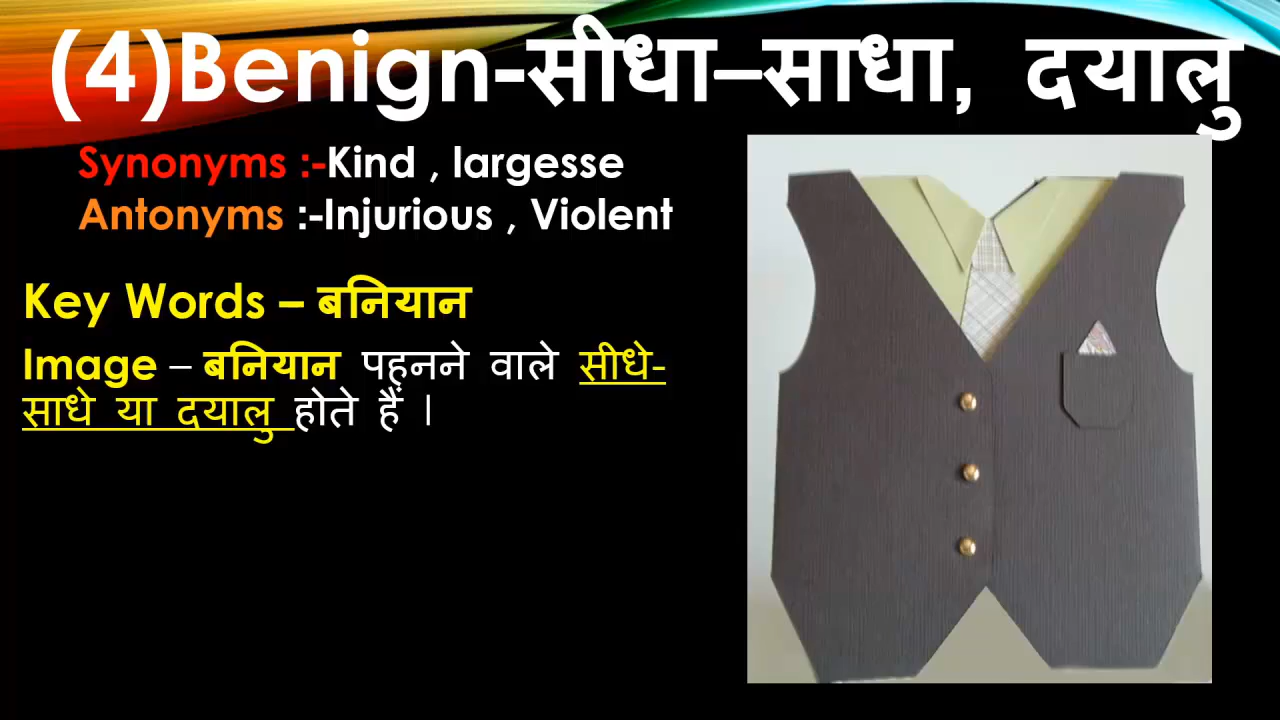 (4)Benign-सीधा–साधा, दयालु
Synonyms :-Kind , largesse
Antonyms :-Injurious , Violent
Key Words – बनियान
Image – बनियान पहनने वाले सीधे-
साधे या दयालु होते हैं ।